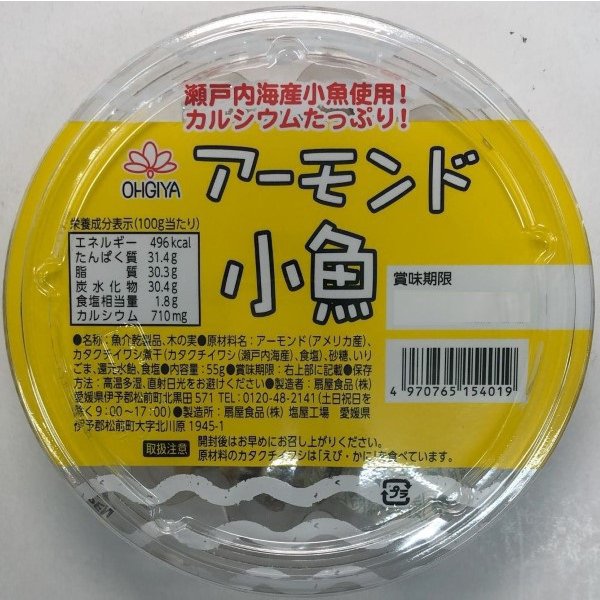 瀬戸内海産小魚使用!
カルシウムたっぷり!
OHGIYA
アーモンド
小魚
栄養成分表示(100g当たり)
エネルギー 496kcal
たんぱく質 31.4g
脂質 30.3g
炭水化物 30.4g
食塩相当量 1.8g
カルシウム 710mg
賞味期限
●名称:魚介乾製品、木の実●原材料名:アーモンド(アメリカ産)、
カタクチイワシ煮干(カタクチイワシ(瀬戸内海産)、食塩)、砂糖、いり
ごま、還元水飴、食塩●内容量:55g●賞味期限:右上部に記載●保存
方法:高温多湿、直射日光をお避けください●製造者:扇屋食品(株)
愛媛県伊予郡松前町北黒田571 TEL:0120-48-2141(土日祝日を
除く9:00~17:00)●製造所:扇屋食品(株) 塩屋工場 愛媛県
伊予郡松前町大字北川原1945-1
4 970765 154019
取扱注意
開封後はお早めにお召し上がりください。
原材料のカタクチイワシは「えび・かに」を食べています。
プラ